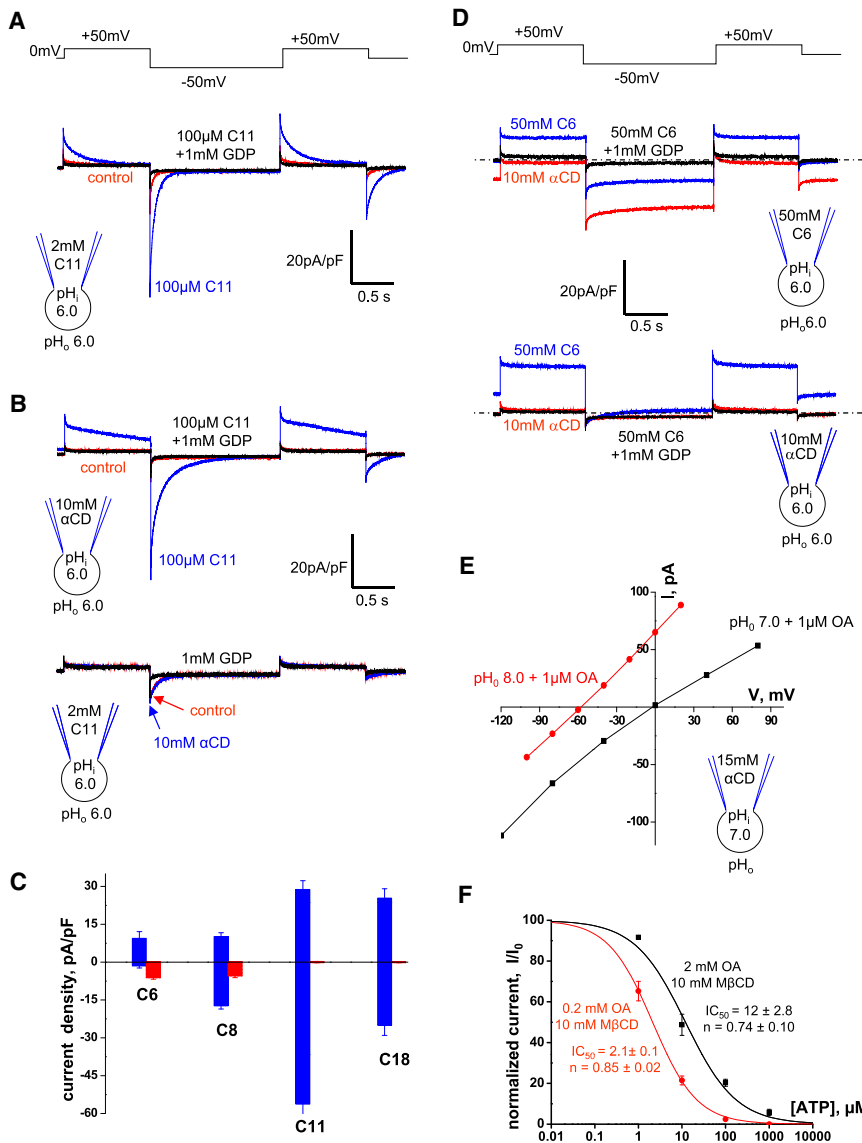 A
+50mV
+50mV
0mV
-50mV
100µM C11
+1mM GDP
control
2mM
C11
pHi
6.0
pHo 6.0
100µM C11
20pA/pF
0.5 s
B
100µM C11
+1mM GDP
control
10mM
αCD
pHi
6.0
pHo 6.0
100µM C11
20pA/pF
0.5 s
1mM GDP
control
10mM αCD
2mM
C11
pHi
6.0
pHo 6.0
C
current density, pA/pF
30
15
0
-15
-30
-45
-60
C6
C8
C11
C18
D
+50mV
+50mV
0mV
-50mV
50mM C6
50mM C6
+1mM GDP
10mM αCD
50mM
C6
pHi
6.0
pHo6.0
20pA/pF
0.5 s
50mM C6
10mM αCD
50mM C6
+1mM GDP
10mM
αCD
pHi
6.0
pHo 6.0
E
I, pA
100
50
-50
-100
pH0 7.0 + 1µM OA
pH0 8.0 + 1µM OA
V, mV
-120 -90 -60 -30 0 30 60 90
15mM
αCD
pHi
7.0
pHo
F
normalized current, I/I0
100
80
60
40
20
0
2 mM OA
10 mM MβCD
IC50 = 12 ± 2.8
n = 0.74 ± 0.10
0.2 mM OA
10 mM MβCD
IC50 = 2.1± 0.1
n = 0.85 ± 0.02
[ATP], µM
0.01 0.1 1 10 100 1000 10000